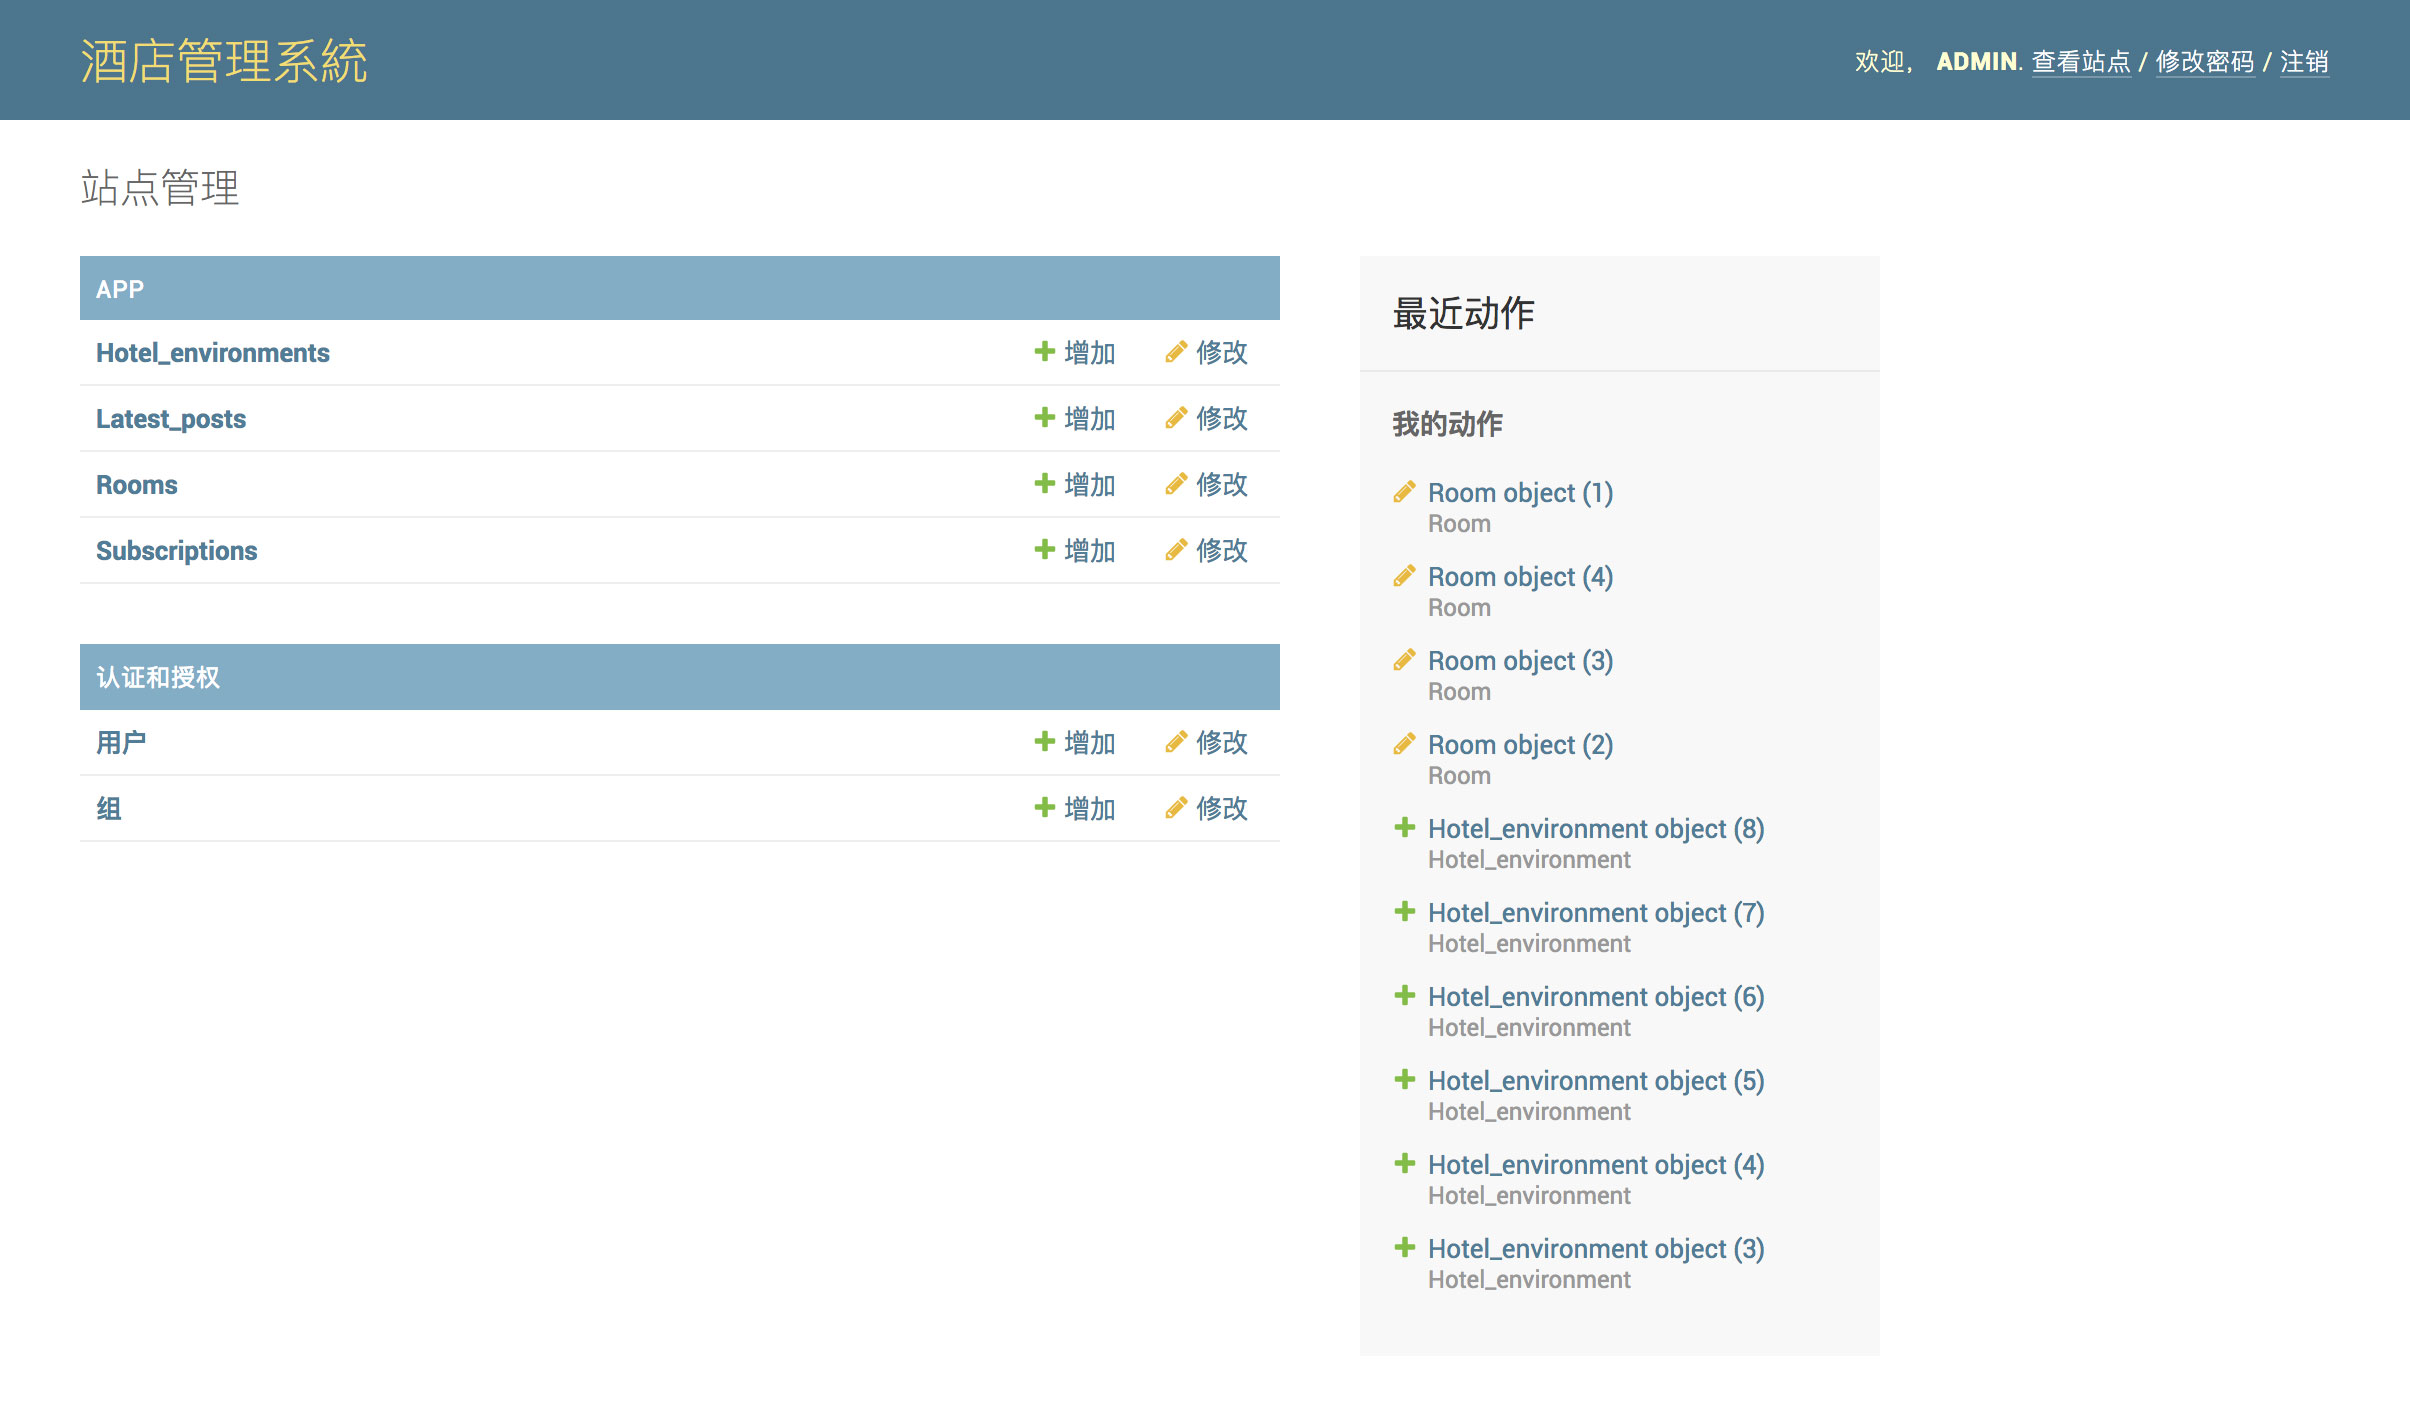 酒店管理系統
欢迎， ADMIN. 查看站点 / 修改密码 / 注销
站点管理
APP
Hotel_environments 增加 修改
Latest_posts 增加 修改
Rooms 增加 修改
Subscriptions 增加 修改
认证和授权
用户 增加 修改
组 增加 修改
最近动作
我的动作
Room object (1)
Room
Room object (4)
Room
Room object (3)
Room
Room object (2)
Room
Hotel_environment object (8)
Hotel_environment
Hotel_environment object (7)
Hotel_environment
Hotel_environment object (6)
Hotel_environment
Hotel_environment object (5)
Hotel_environment
Hotel_environment object (4)
Hotel_environment
Hotel_environment object (3)
Hotel_environment